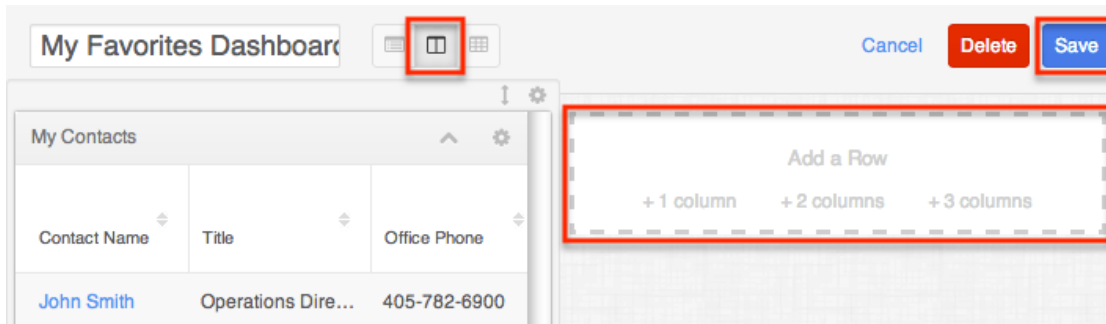 My Favorites Dashboard
Cancel
Delete
Save
My Contacts
Add a Row
+ 1 column
+ 2 columns
+ 3 columns
Contact Name
Title
Office Phone
John Smith
Operations Dire...
405-782-6900